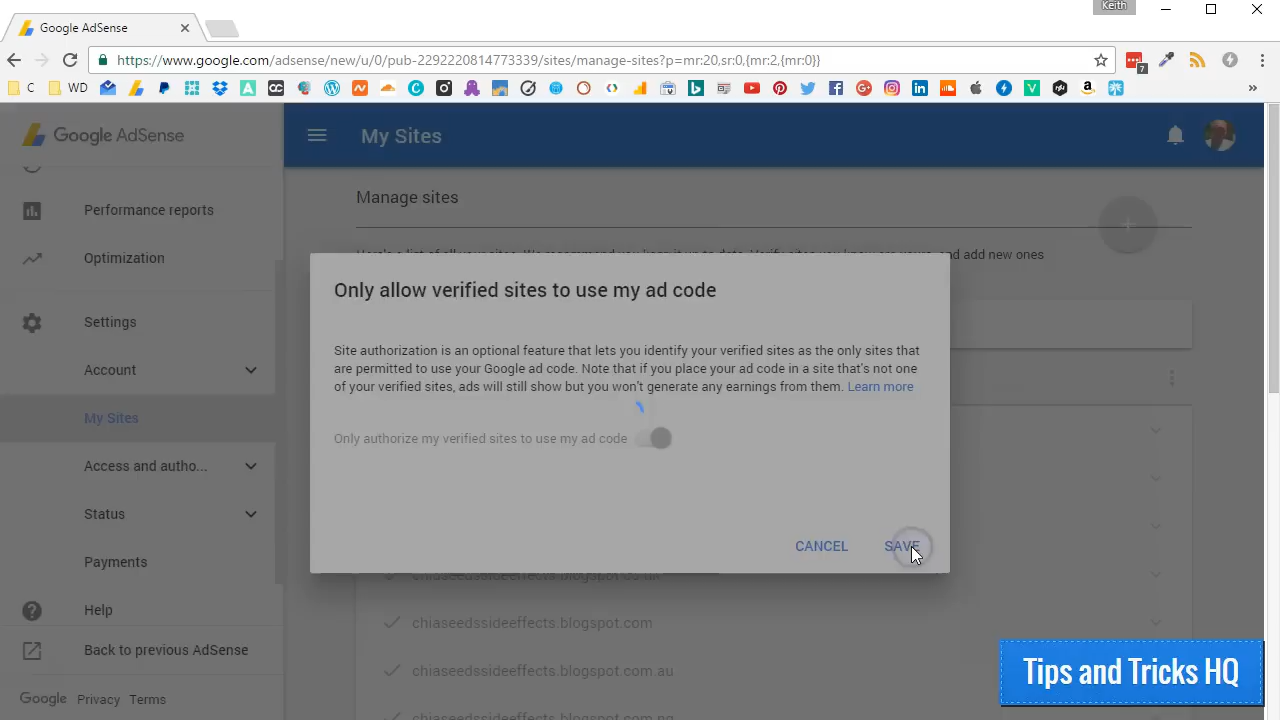 Keith
Google AdSense
https://www.google.com/adsense/new/u/0/pub-2292220814773339/sites/manage-sites?p=mr:20,sr:0,{mr:2,{mr:0}}
7
C
WD
Google AdSense
My Sites
Performance reports
Optimization
Settings
Account
My Sites
Access and autho...
Status
Payments
Help
Back to previous AdSense
Google Privacy Terms
Manage sites
and add new ones
Only allow verified sites to use my ad code
Site authorization is an optional feature that lets you identify your verified sites as the only sites that
are permitted to use your Google ad code. Note that if you place your ad code in a site that's not one
of your verified sites, ads will still show but you won't generate any earnings from them. Learn more
Only authorize my verified sites to use my ad code
CANCEL
SAVE
chiaseedssideeffects.blogspot.com
chiaseedssideeffects.blogspot.com.au
Tips and Tricks HQ